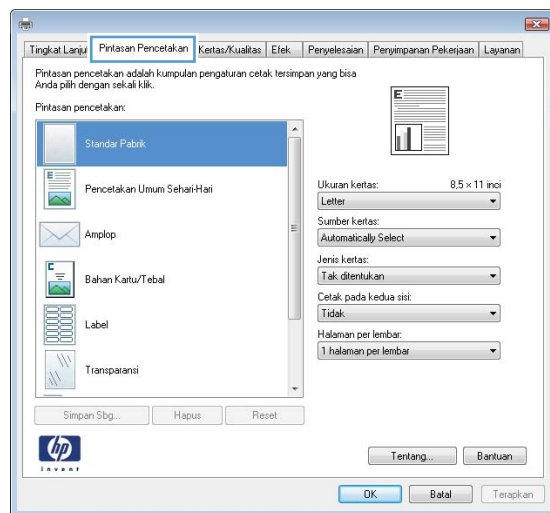 Tingkat Lanju
Pintasan Pencetakan
Kertas/Kualitas
Efek
Penyelesaian
Penyimpanan Pekerjaan
Layanan
Pintasan pencetakan adalah kumpulan pengaturan cetak tersimpan yang bisa
Anda pilih dengan sekali klik.
Pintasan pencetakan:
Standar Pabrik
Pencetakan Umum Sehari-Hari
Amplop
Bahan Kartu/Tebal
Label
Transparansi
Simpan Sbg...
Hapus
Reset
E
Ukuran kertas: 8,5 × 11 inci
Letter
Sumber kertas:
Automatically Select
Jenis kertas:
Tak ditentukan
Cetak pada kedua sisi:
Tidak
Halaman per lembar:
1 halaman per lembar
hp
invent
Tentang...
Bantuan
OK
Batal
Terapkan